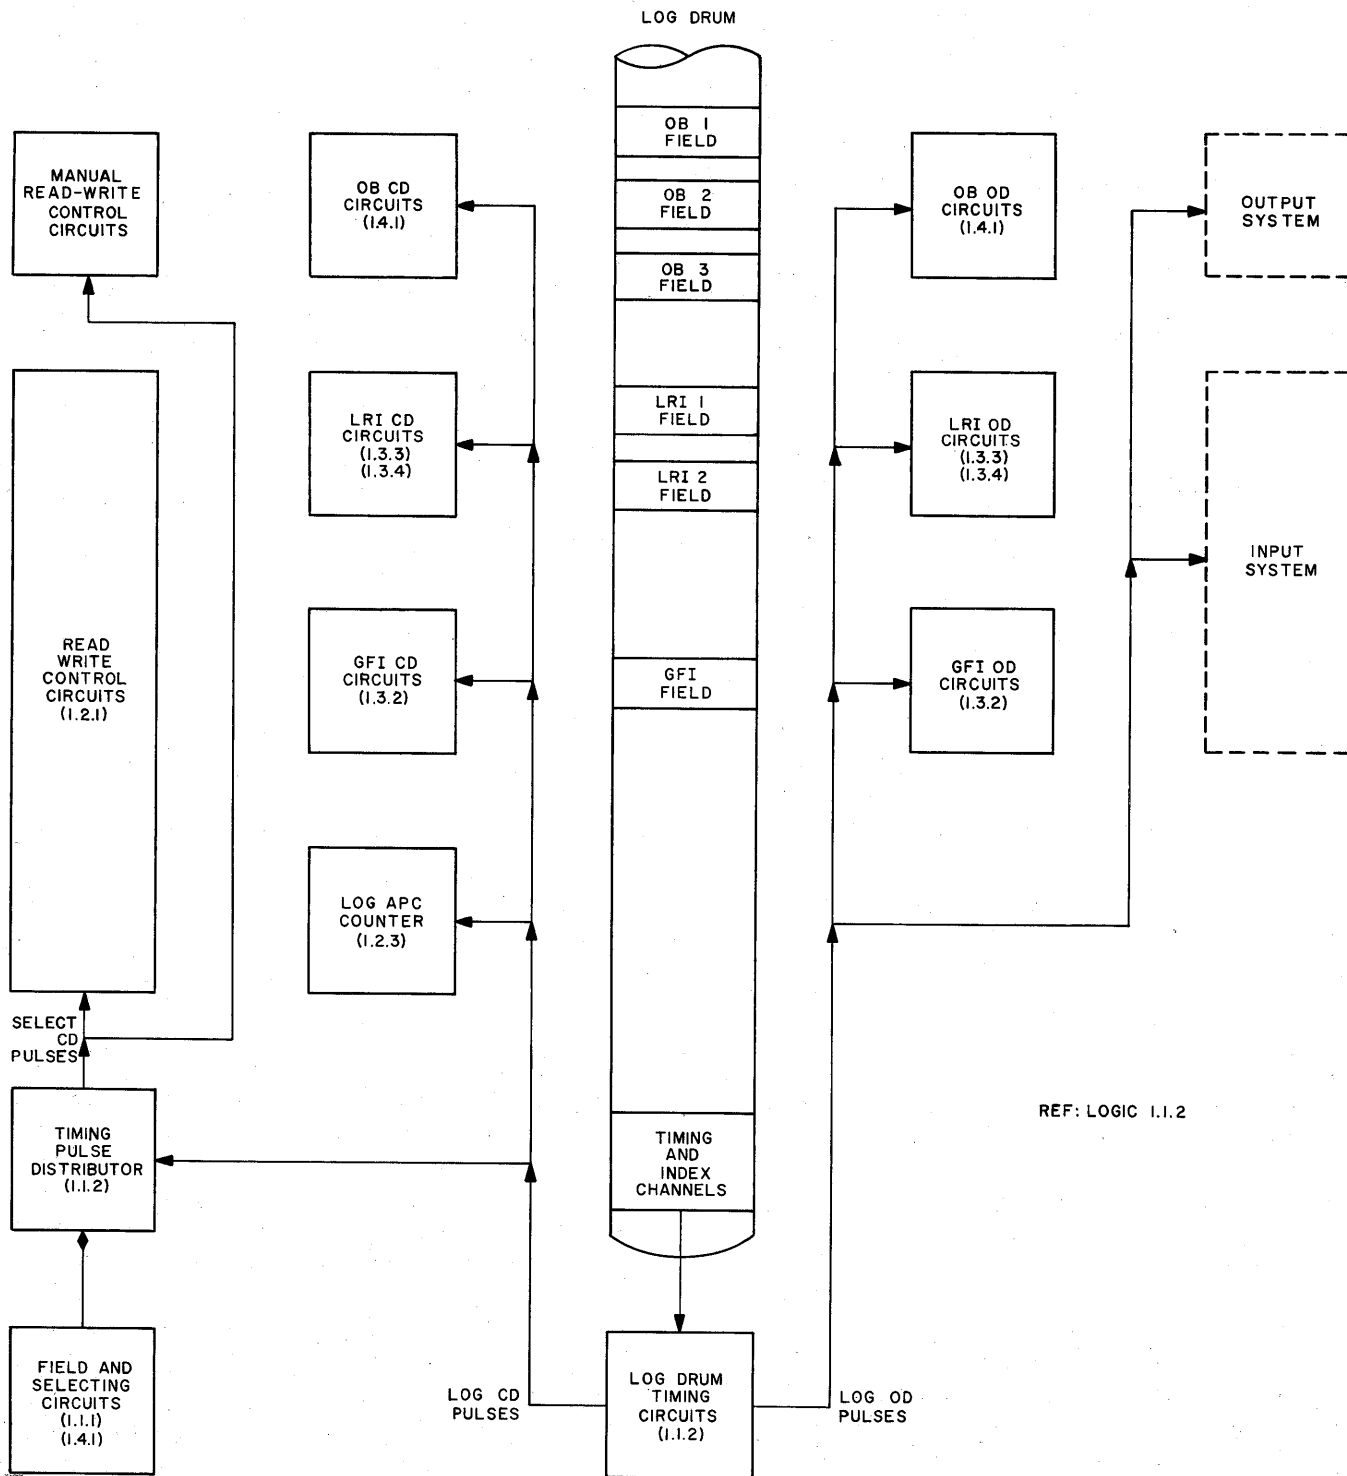 LOG DRUM
OB 1
FIELD
OB 2
FIELD
OB 3
FIELD
LRI 1
FIELD
LRI 2
FIELD
GFI
FIELD
TIMING
AND
INDEX
CHANNELS
MANUAL
READ-WRITE
CONTROL
CIRCUITS
READ
WRITE
CONTROL
CIRCUITS
(1.2.1)
SELECT
CD
PULSES
TIMING
PULSE
DISTRIBUTOR
(1.1.2)
FIELD AND
SELECTING
CIRCUITS
(1.1.1)
(1.4.1)
OB CD
CIRCUITS
(1.4.1)
LRI CD
CIRCUITS
(1.3.3)
(1.3.4)
GFI CD
CIRCUITS
(1.3.2)
LOG APC
COUNTER
(1.2.3)
LOG CD
PULSES
LOG DRUM
TIMING
CIRCUITS
(1.1.2)
LOG OD
PULSES
OB OD
CIRCUITS
(1.4.1)
LRI OD
CIRCUITS
(1.3.3)
(1.3.4)
GFI OD
CIRCUITS
(1.3.2)
OUTPUT
SYSTEM
INPUT
SYSTEM
REF: LOGIC 1.1.2